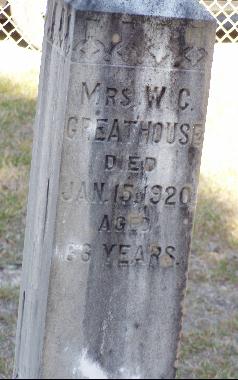 MRS. W. C.
GREATHOUSE
DIED
JAN. 15, 1920
AGED
YEARS.